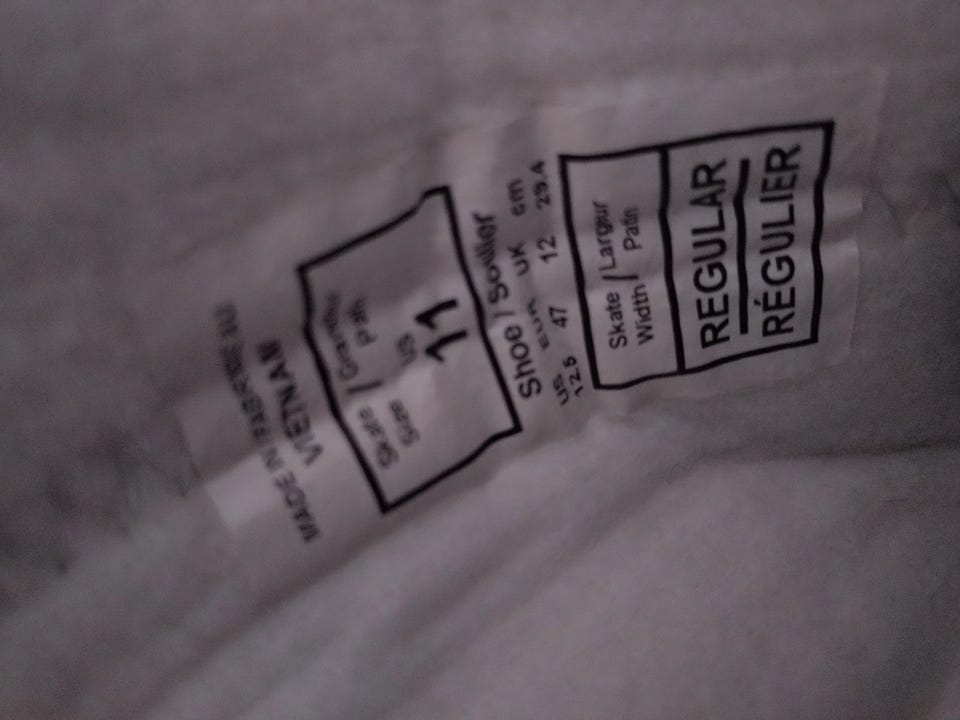 MADE IN / FABRIQUÉ AU
VIETNAM
Skate / Grandeur
Size Patin
US
11
Shoe / Soulier
US EUR UK cm
12.5 47 12 29.4
Skate / Largeur
Width / Patin
REGULAR
RÉGULIER